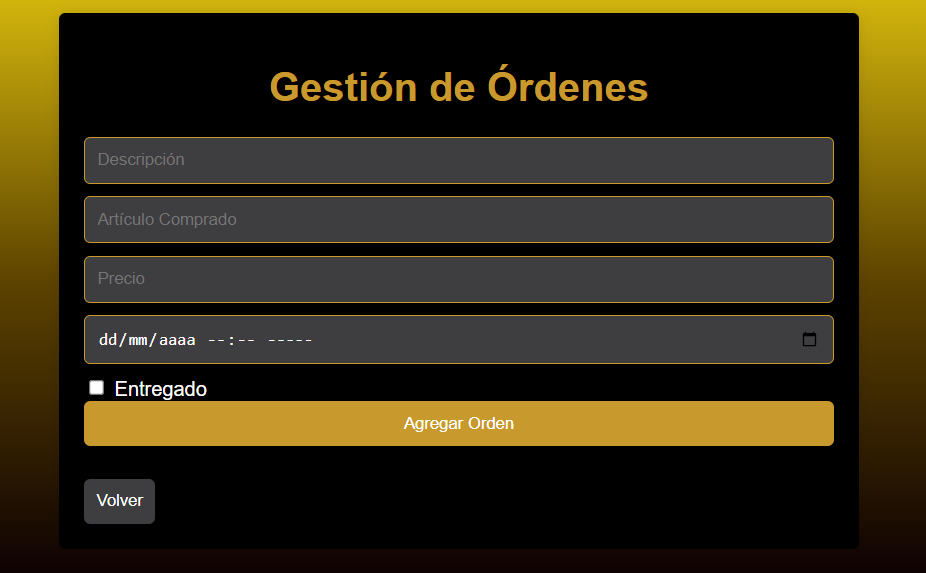 Gestión de Órdenes
Descripción
Artículo Comprado
Precio
dd/mm/aaaa --:-- -----
Entregado
Agregar Orden
Volver